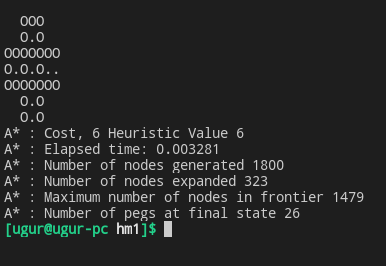 OOO
  O.O
OOOOOOO
O.O.O..
OOOOOOO
  O.O
  O.O
A* : Cost, 6 Heuristic Value 6
A* : Elapsed time: 0.003281
A* : Number of nodes generated 1800
A* : Number of nodes expanded 323
A* : Maximum number of nodes in frontier 1479
A* : Number of pegs at final state 26
[ugur@ugur-pc hm1]$